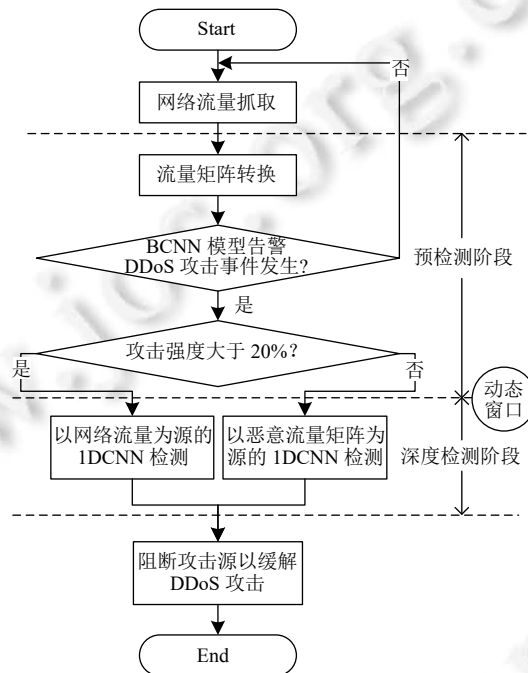 Start
否
网络流量抓取
流量矩阵转换
BCNN 模型告警
DDoS 攻击事件发生?
预检测阶段
是
攻击强度大于 20%?
是
否
动态
窗口
以网络流量为源的
1DCNN 检测
以恶意流量矩阵为
源的 1DCNN 检测
深度检测阶段
阻断攻击源以缓解
DDoS 攻击
End